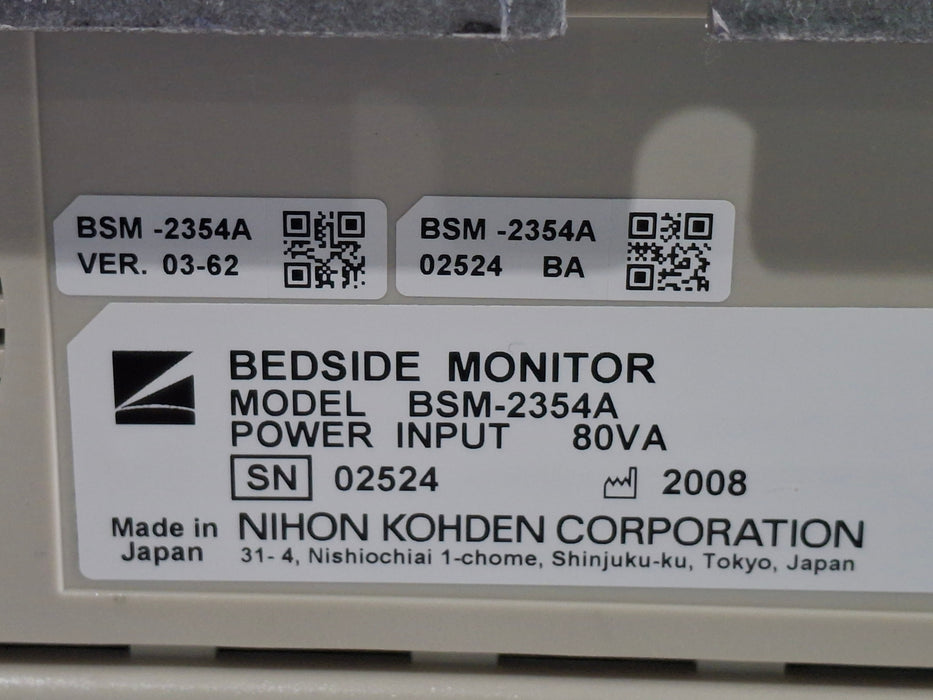 BSM -2354A
VER. 03-62
BSM -2354A
02524 BA
BEDSIDE MONITOR
MODEL BSM-2354A
POWER INPUT 80VA
SN 02524 2008
Made in Japan
NIHON KOHDEN CORPORATION
31- 4, Nishiochiai 1-chome, Shinjuku-ku, Tokyo, Japan